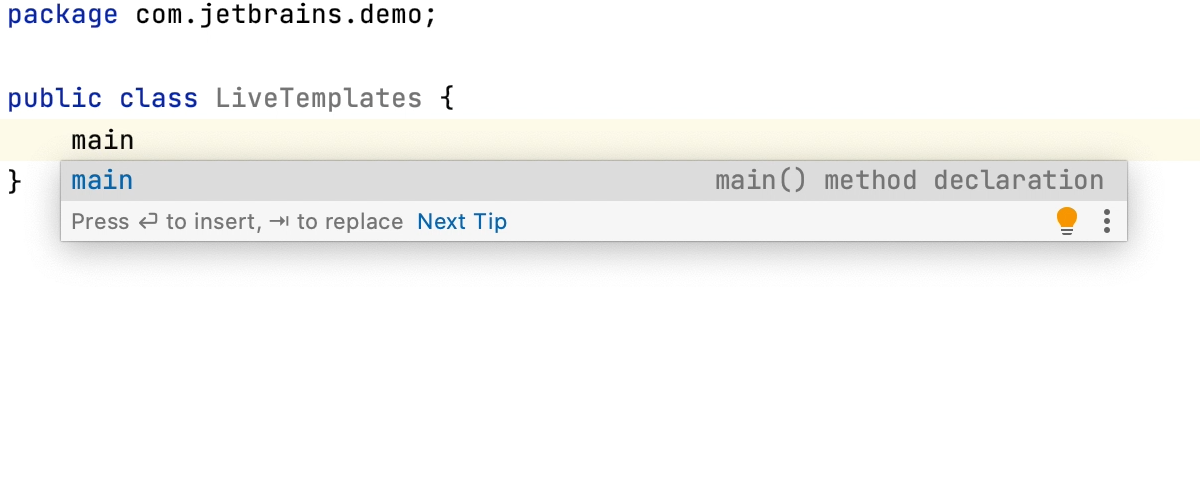 package com.jetbrains.demo;
public class LiveTemplates {
main
}
main main() method declaration
Press ⏎ to insert, ⇥ to replace Next Tip